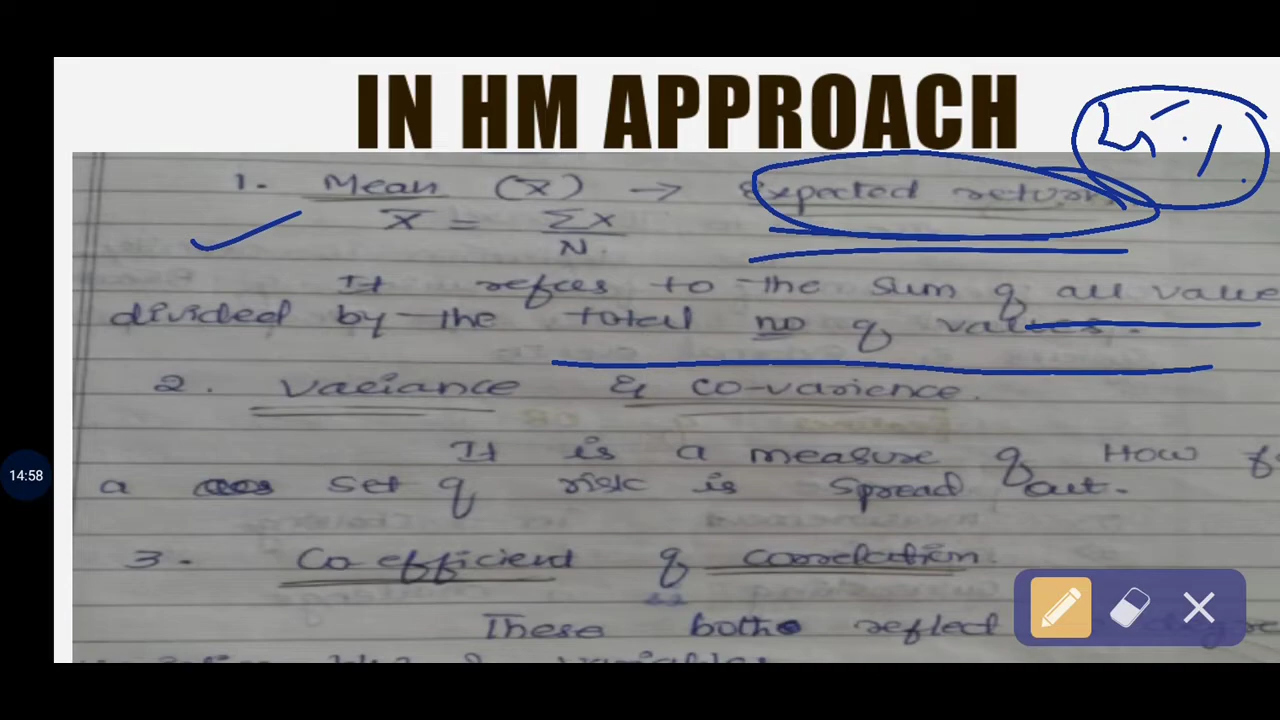 IN HM APPROACH
1. Mean (x̄) → Expected return
x̄ = Σx
N
It refers to the sum of all value
divided by the total no of values.
2. Variance & co-varience.
It is a measure of How f
a set of risk is spread out.
14:58
3. Co efficient of correlation
These both reflect